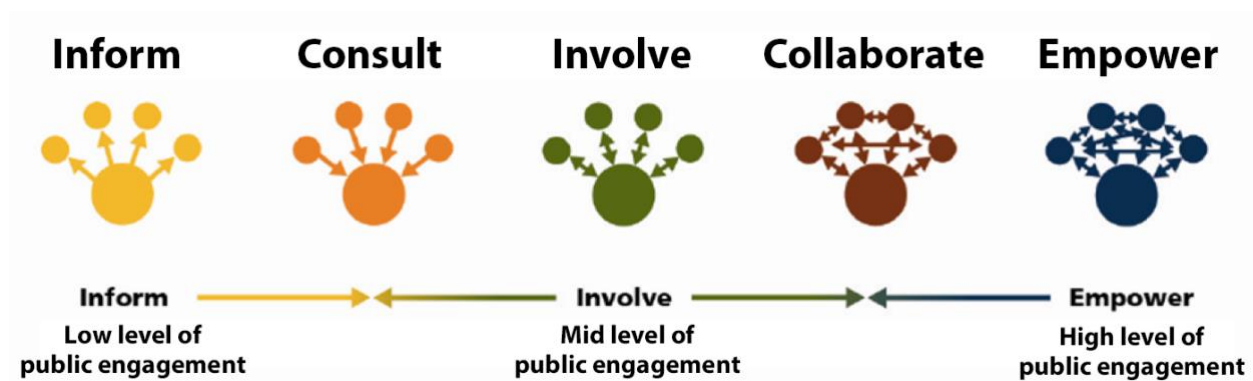 Inform Consult Involve Collaborate Empower
Inform Involve Empower
Low level of Mid level of High level of
public engagement public engagement public engagement